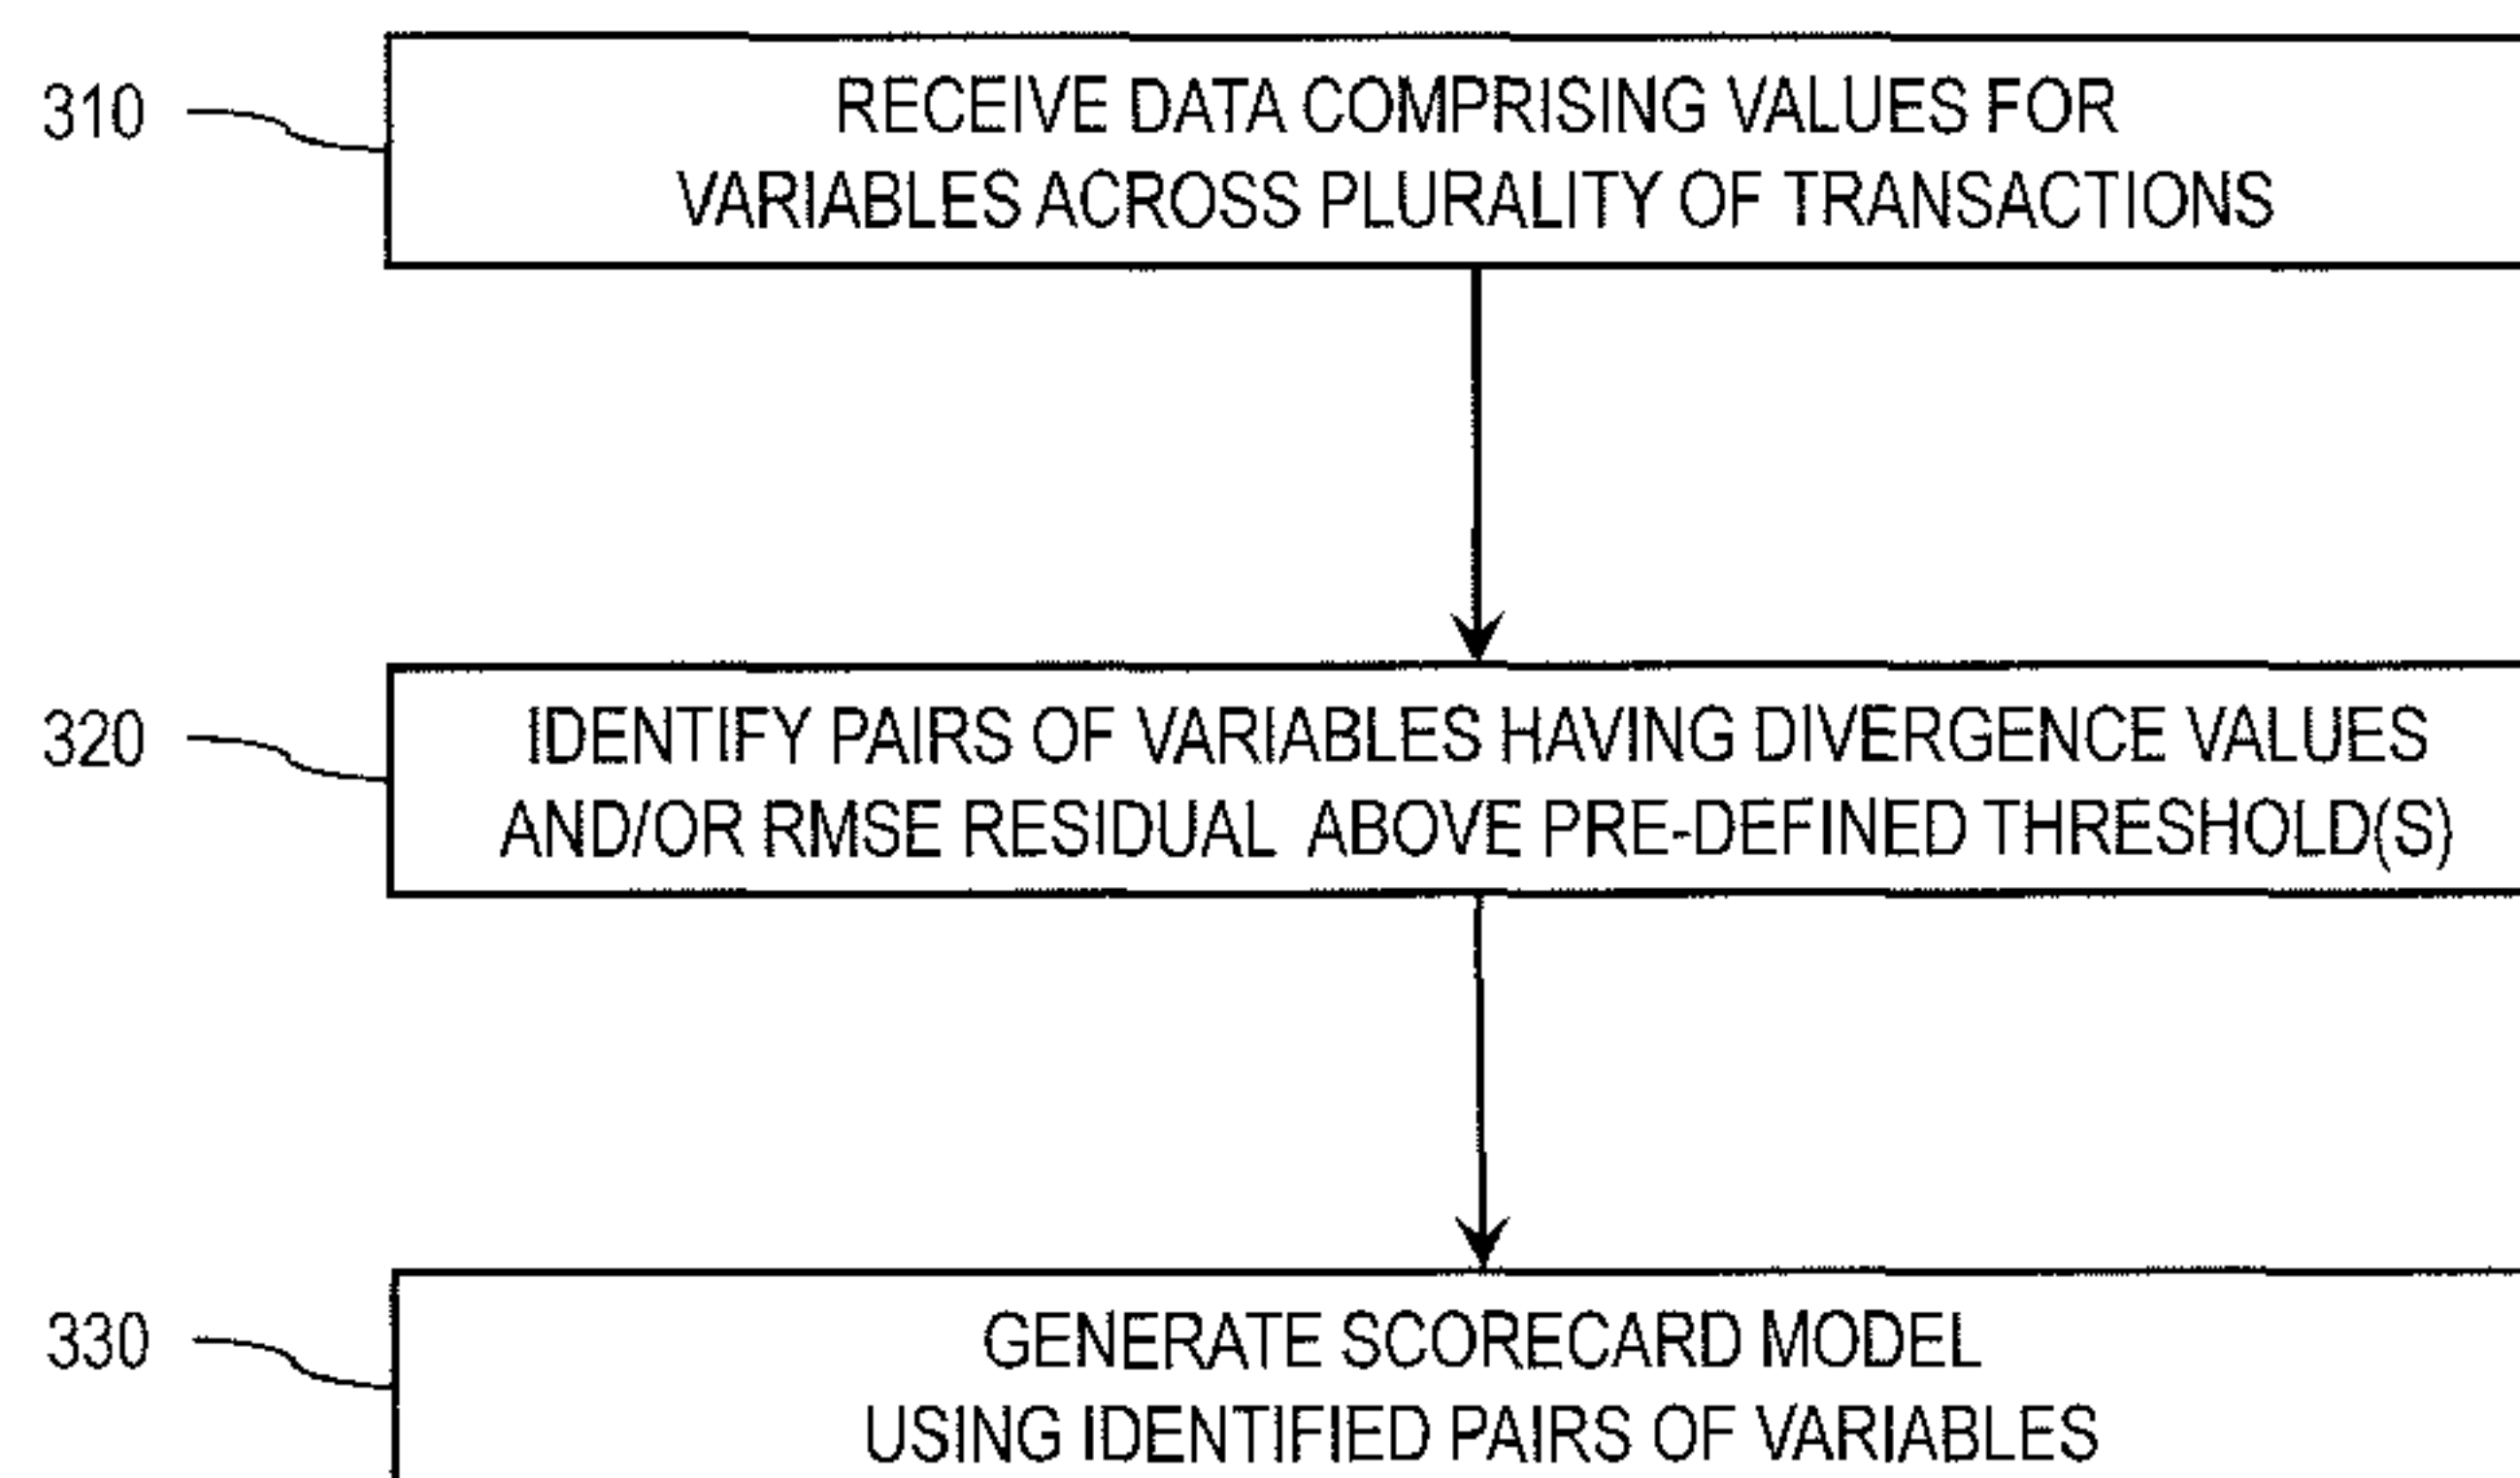 310
RECEIVE DATA COMPRISING VALUES FOR
VARIABLES ACROSS PLURALITY OF TRANSACTIONS
320
IDENTIFY PAIRS OF VARIABLES HAVING DIVERGENCE VALUES
AND/OR RMSE RESIDUAL ABOVE PRE-DEFINED THRESHOLD(S)
330
GENERATE SCORECARD MODEL
USING IDENTIFIED PAIRS OF VARIABLES